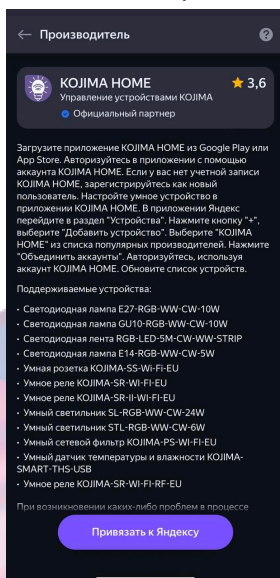 ← Производитель ?
KOJIMA HOME ★ 3,6
Управление устройствами KOJIMA
Официальный партнер
Загрузите приложение KOJIMA HOME из Google Play или
App Store. Авторизуйтесь в приложении с помощью
аккаунта KOJIMA HOME. Если у вас нет учетной записи
KOJIMA HOME, зарегистрируйтесь как новый
пользователь. Настройте умное устройство в
приложении KOJIMA HOME. В приложении Яндекс
перейдите в раздел "Устройства". Нажмите кнопку "+",
выберите "Добавить устройство". Выберите "KOJIMA
HOME" из списка популярных производителей. Нажмите
"Объединить аккаунты". Авторизуйтесь, используя
аккаунт KOJIMA HOME. Обновите список устройств.
Поддерживаемые устройства:
• Светодиодная лампа E27-RGB-WW-CW-10W
• Светодиодная лампа GU10-RGB-WW-CW-10W
• Светодиодная лента RGB-LED-5M-CW-WW-STRIP
• Светодиодная лампа E14-RGB-WW-CW-5W
• Умная розетка KOJIMA-SS-Wi-Fi-EU
• Умное реле KOJIMA-SR-WI-FI-EU
• Умное реле KOJIMA-SR-II-WI-FI-EU
• Умный светильник SL-RGB-WW-CW-24W
• Умный светильник STL-RGB-WW-CW-6W
• Умный сетевой фильтр KOJIMA-PS-WI-FI-EU
• Умный датчик температуры и влажности KOJIMA-
SMART-THS-USB
• Умное реле KOJIMA-SR-WI-FI-RF-EU
При возникновении каких-либо проблем в процессе
Привязать к Яндексу